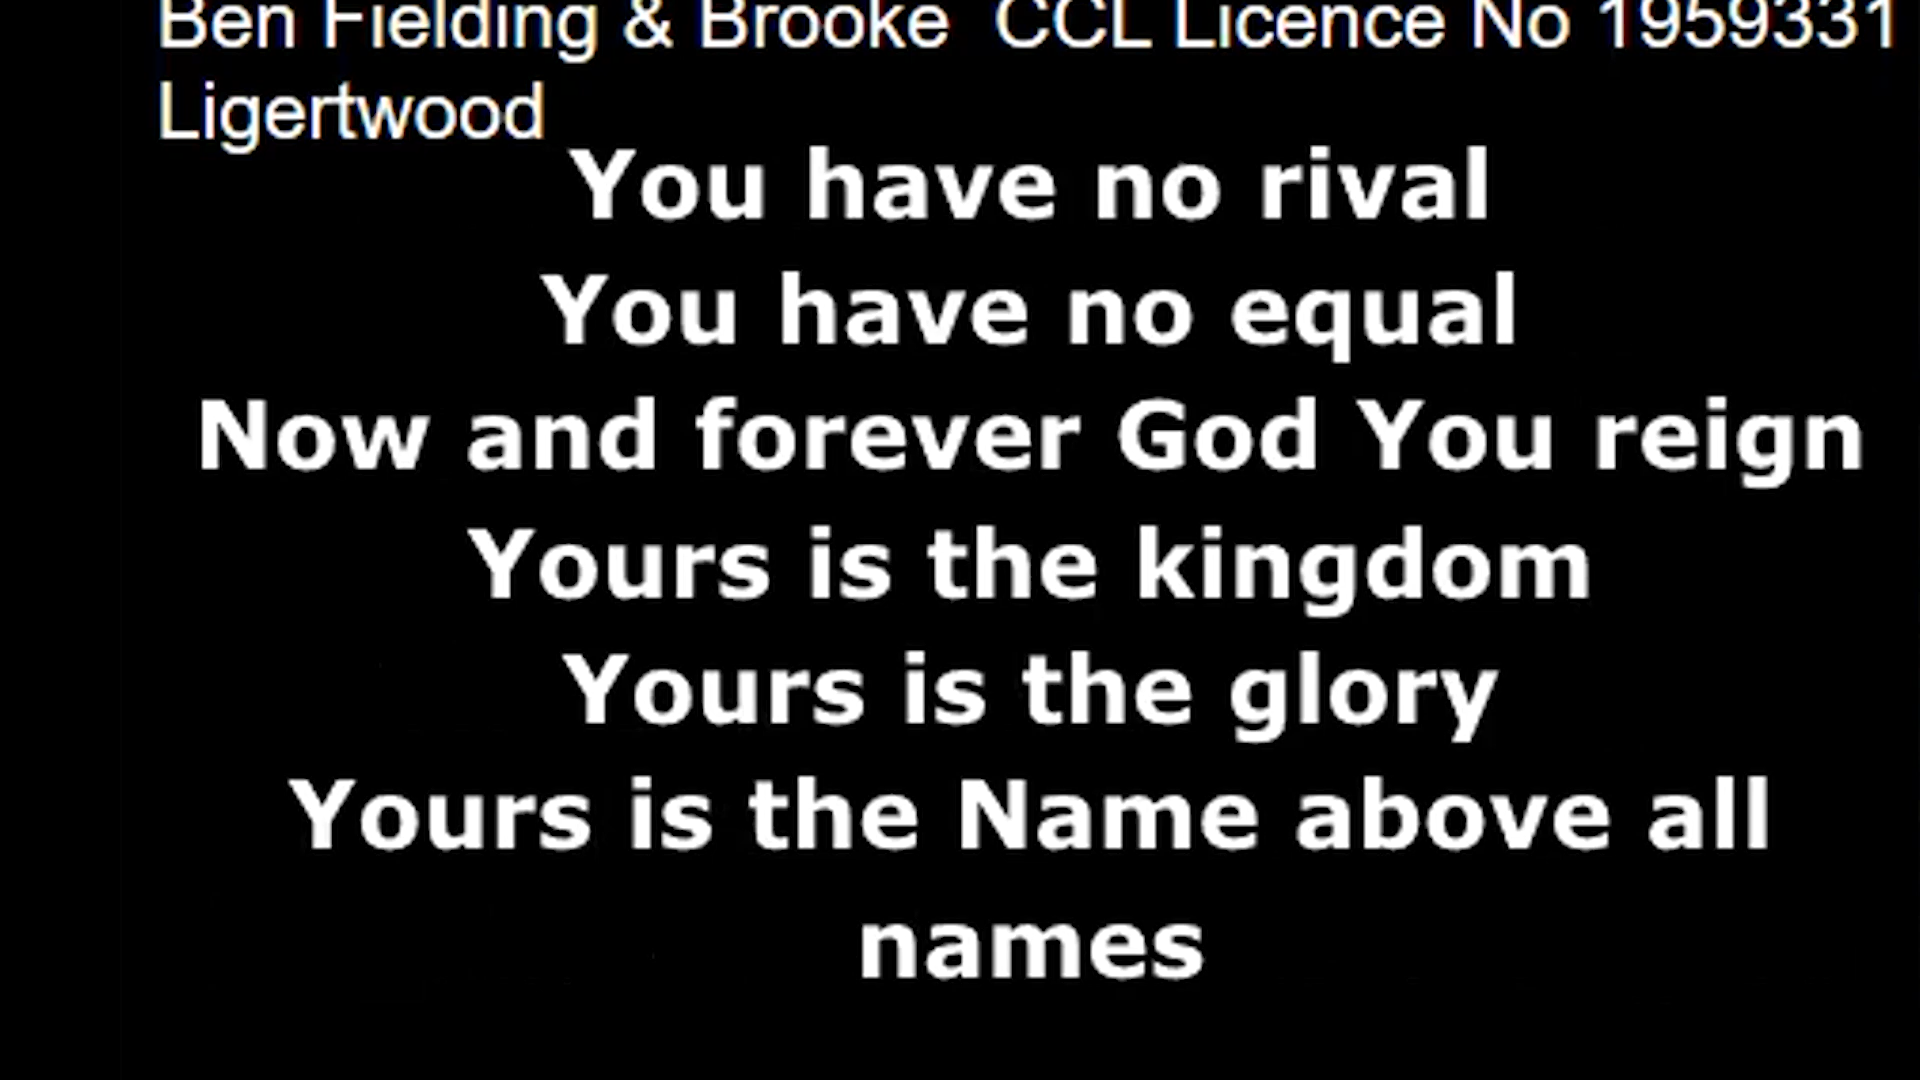 Ben Fielding & Brooke  CCL Licence No 1959331
Ligertwood
You have no rival
You have no equal
Now and forever God You reign
Yours is the kingdom
Yours is the glory
Yours is the Name above all
names